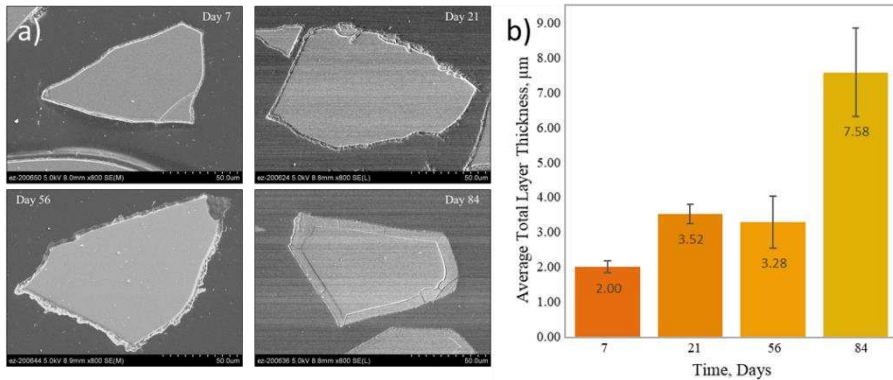 a)
Day 7
ez-200650 5.0kV 8.0mm x800 SE(M) 50.0um
Day 21
ez-200624 5.0kV 8.8mm x800 SE(L) 50.0um
Day 56
ez-200644 5.0kV 8.9mm x800 SE(L) 50.0um
Day 84
ez-200636 5.0kV 8.8mm x800 SE(L) 50.0um
b)
Average Total Layer Thickness, μm
9.00
8.00
7.00
6.00
5.00
4.00
3.00
2.00
1.00
0.00
2.00
3.52
3.28
7.58
7 21 56 84
Time, Days